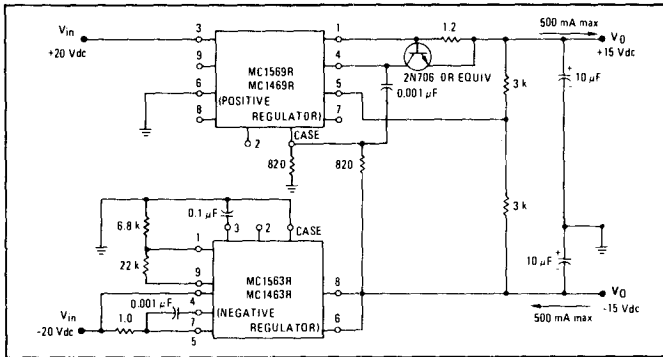 Vin
+20 Vdc
3
9
6
8
MC1569R
MC1469R
(POSITIVE
REGULATOR)
2
CASE
1
4
5
7
1.2
2N706 OR EQUIV
0.001 µF
820
820
500 mA max
VO
+15 Vdc
3 k
10 µF
+
-
3 k
10 µF
+
-
6.8 k
22 k
0.1 µF
3
2
CASE
1
9
4
7
5
MC1563R
MC1463R
(NEGATIVE
REGULATOR)
8
6
0.001 µF
1.0
Vin
-20 Vdc
VO
-15 Vdc
500 mA max